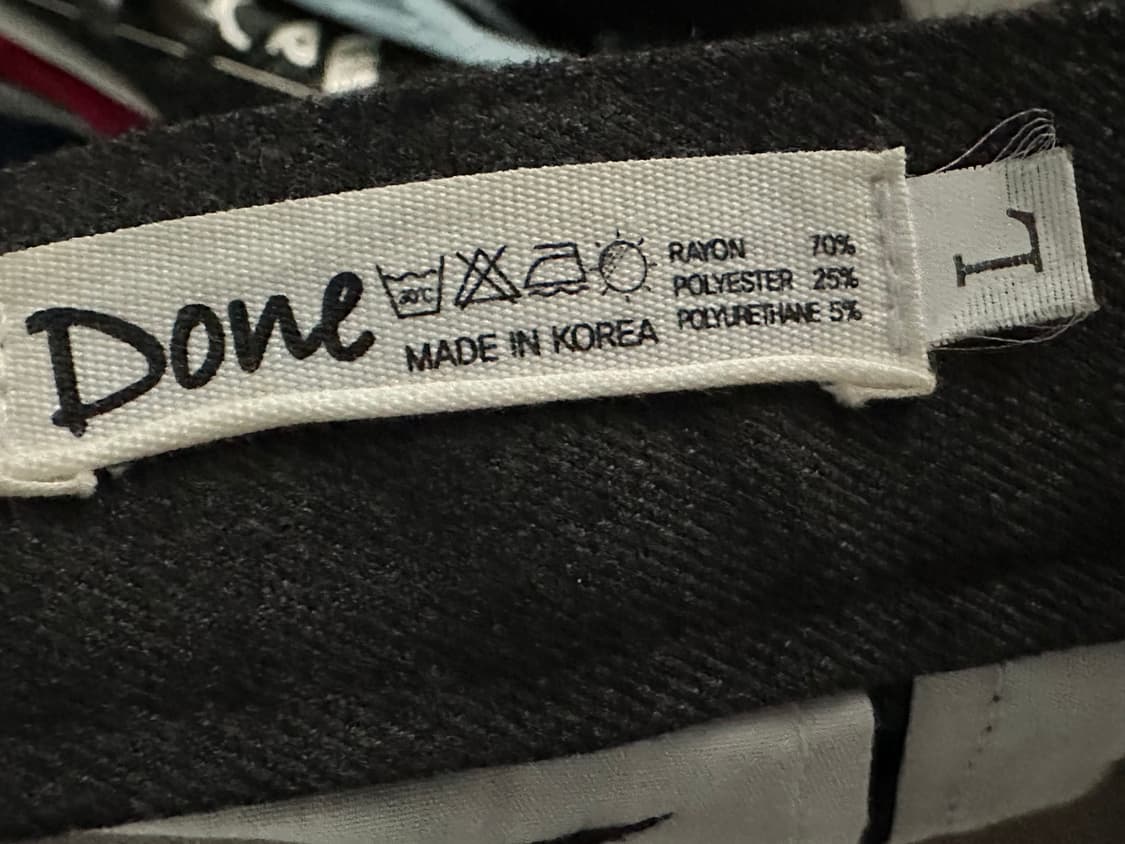 Done
30℃
MADE IN KOREA
RAYON 70%
POLYESTER 25%
POLYURETHANE 5%
L